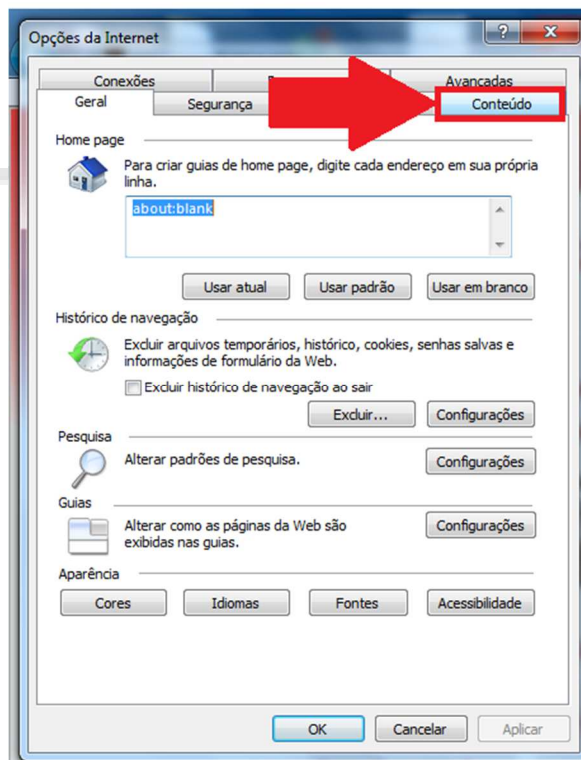 Opções da Internet
Conexões
Avançadas
Geral
Segurança
Conteúdo
Home page
Para criar guias de home page, digite cada endereço em sua própria
linha.
about:blank
Usar atual
Usar padrão
Usar em branco
Histórico de navegação
Excluir arquivos temporários, histórico, cookies, senhas salvas e
informações de formulário da Web.
Excluir histórico de navegação ao sair
Excluir...
Configurações
Pesquisa
Alterar padrões de pesquisa.
Configurações
Guias
Alterar como as páginas da Web são
exibidas nas guias.
Configurações
Aparência
Cores
Idiomas
Fontes
Acessibilidade
OK
Cancelar
Aplicar